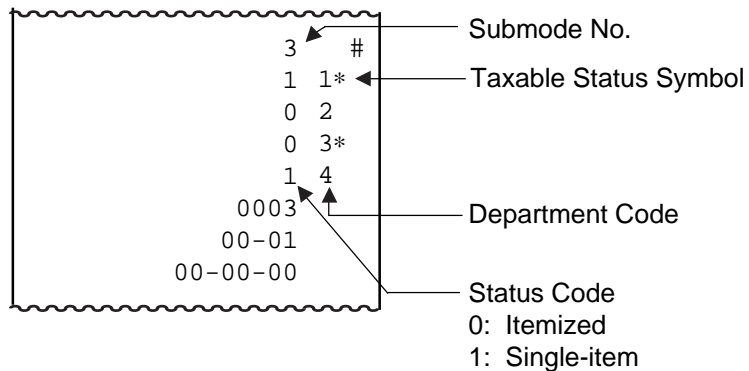 3 #
1 1*
0 2
0 3*
1 4
0003
00-01
00-00-00
Submode No.
Taxable Status Symbol
Department Code
Status Code
0: Itemized
1: Single-item